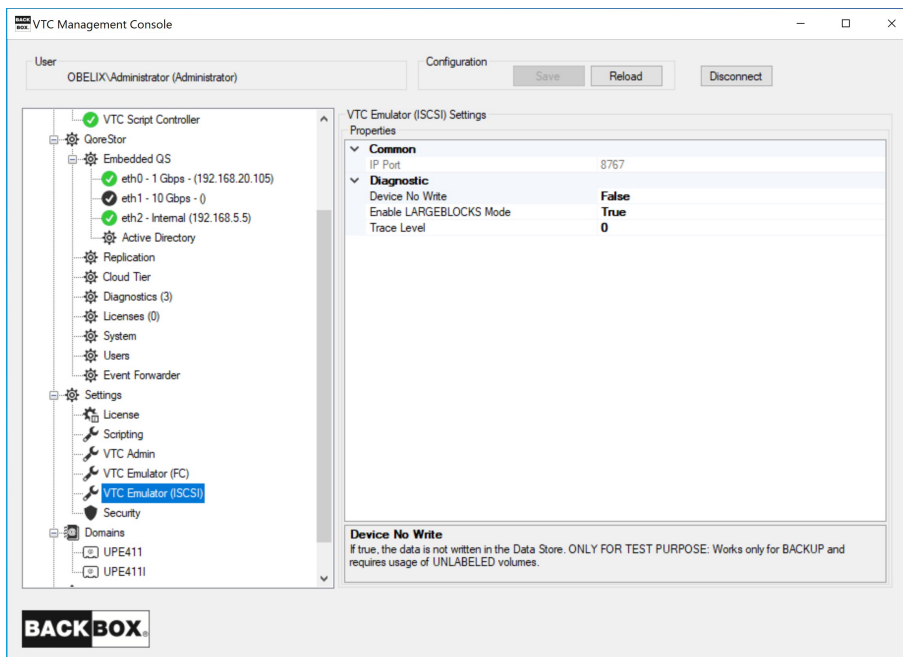 BACK
BOX
VTC Management Console
User
OBELIX\Administrator (Administrator)
Configuration
Save
Reload
Disconnect
VTC Script Controller
QoreStor
Embedded QS
eth0 - 1 Gbps - (192.168.20.105)
eth1 - 10 Gbps - ()
eth2 - Internal (192.168.5.5)
Active Directory
Replication
Cloud Tier
Diagnostics (3)
Licenses (0)
System
Users
Event Forwarder
Settings
License
Scripting
VTC Admin
VTC Emulator (FC)
VTC Emulator (ISCSI)
Security
Domains
UPE411
UPE411I
VTC Emulator (ISCSI) Settings
Properties
Common
IP Port 8767
Diagnostic
Device No Write False
Enable LARGEBLOCKS Mode True
Trace Level 0
Device No Write
If true, the data is not written in the Data Store. ONLY FOR TEST PURPOSE: Works only for BACKUP and
requires usage of UNLABELED volumes.
BACKBOX®